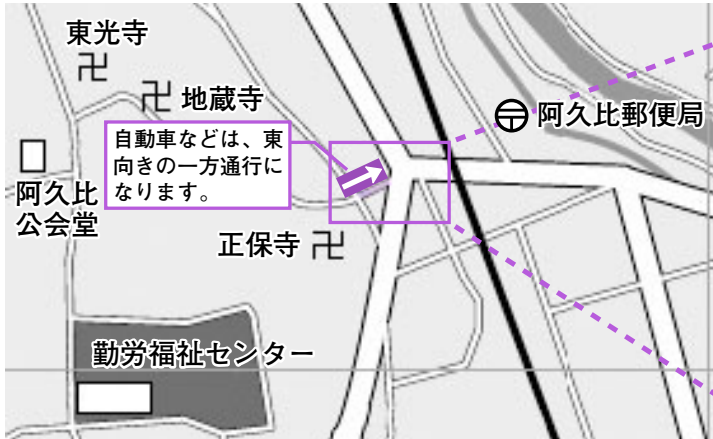 東光寺
地蔵寺
阿久比郵便局
自動車などは、東
向きの一方通行に
なります。
阿久比
公会堂
正保寺
勤労福祉センター